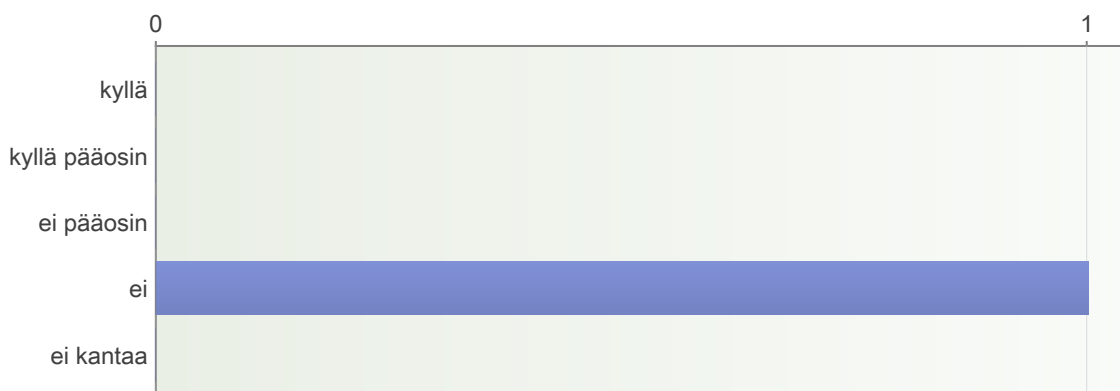 0 1
kyllä
kyllä pääosin
ei pääosin
ei
ei kantaa